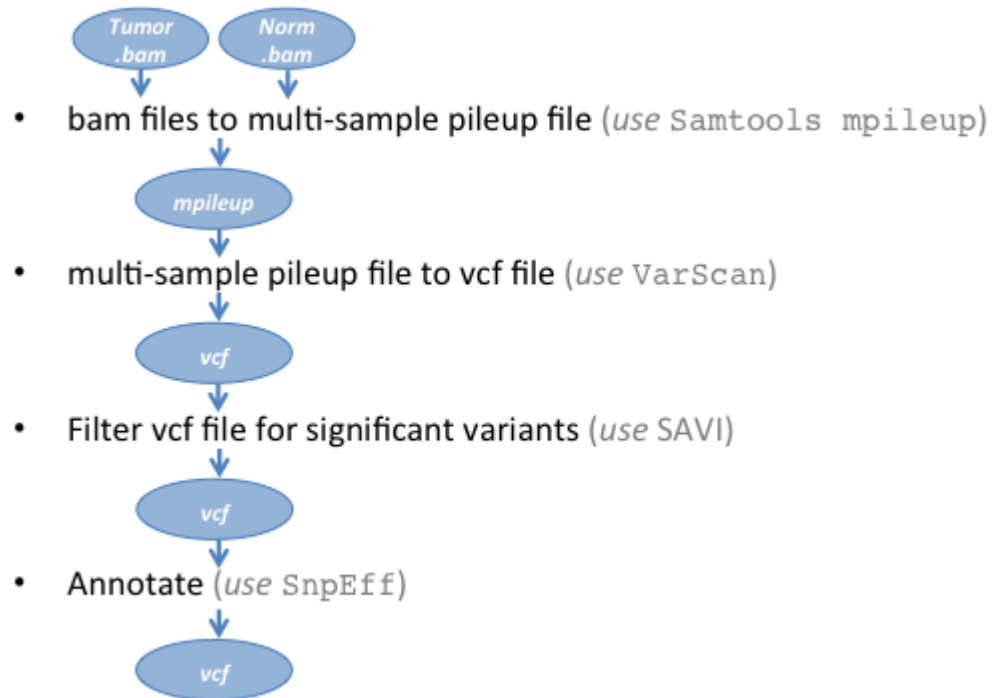 Tumor Norm
.bam .bam
• bam files to multi-sample pileup file (use Samtools mpileup)
mpileup
• multi-sample pileup file to vcf file (use VarScan)
vcf
• Filter vcf file for significant variants (use SAVI)
vcf
• Annotate (use SnpEff)
vcf